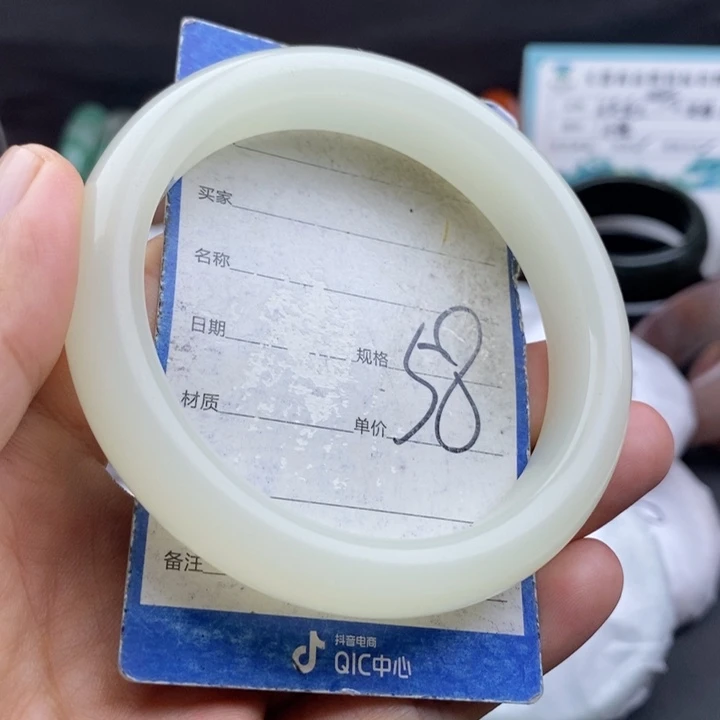 买家
名称
日期 规格
材质 单价
58
备注
抖音电商
QIC中心